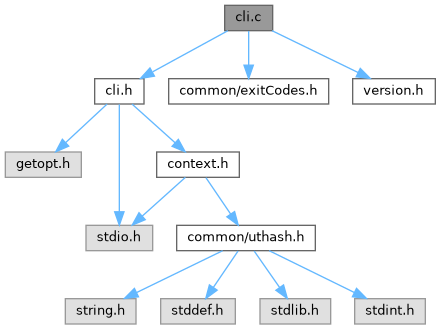 cli.c
cli.h
common/exitCodes.h
version.h
getopt.h
context.h
stdio.h
common/uthash.h
string.h
stddef.h
stdlib.h
stdint.h